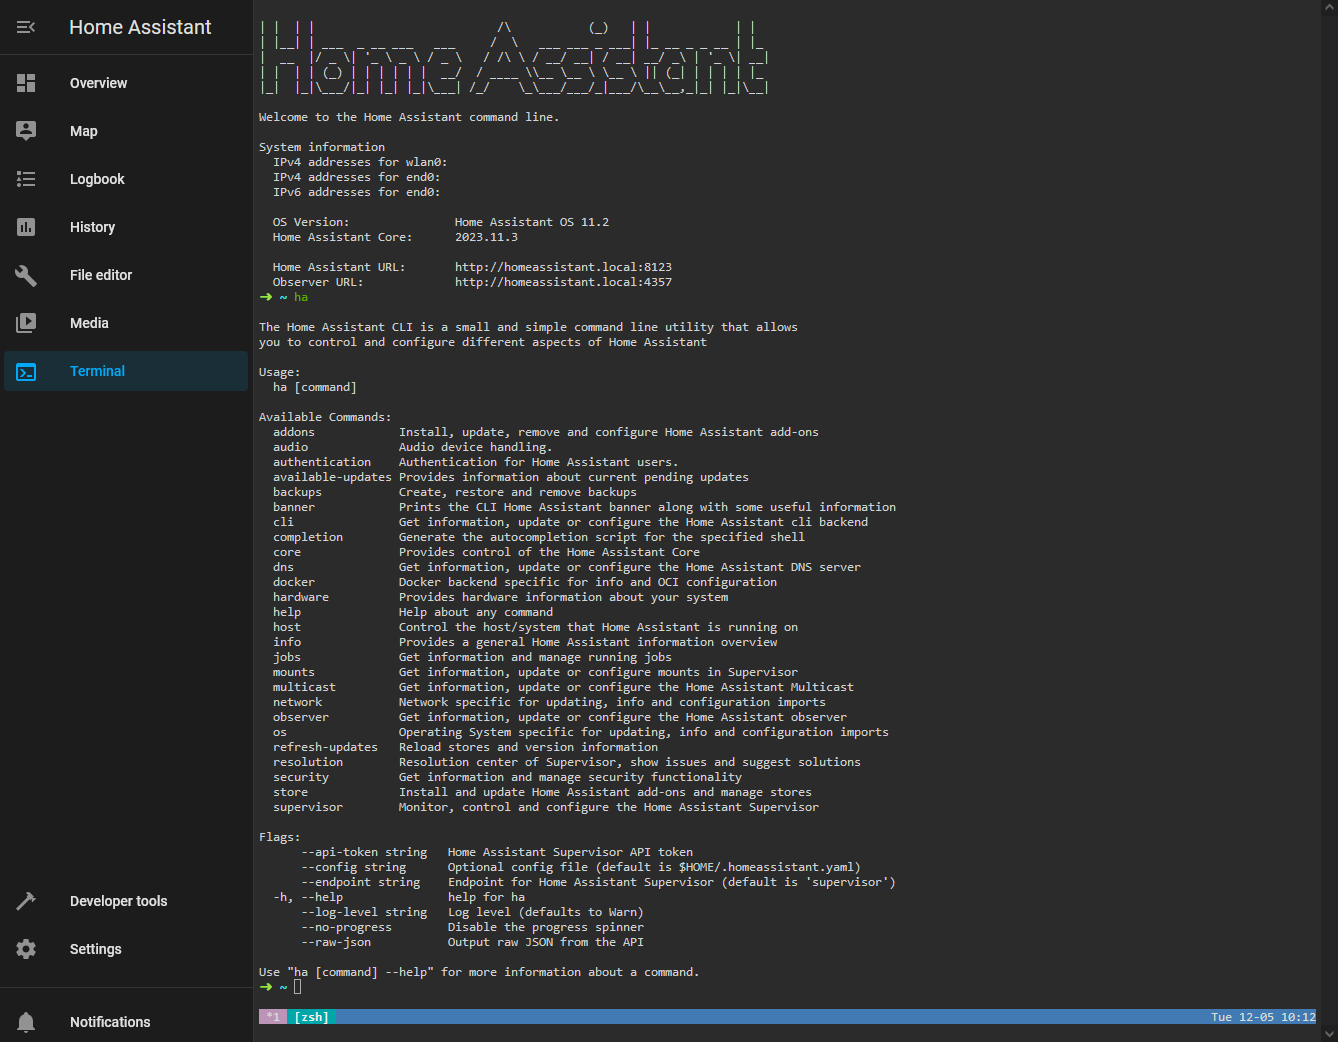 Home Assistant
Overview
Map
Logbook
History
File editor
Media
Terminal
Developer tools
Settings
Notifications
Home Assistant
Welcome to the Home Assistant command line.
System information
IPv4 addresses for wlan0:
IPv4 addresses for end0:
IPv6 addresses for end0:
OS Version: Home Assistant OS 11.2
Home Assistant Core: 2023.11.3
Home Assistant URL: http://homeassistant.local:8123
Observer URL: http://homeassistant.local:4357
➜ ~ ha
The Home Assistant CLI is a small and simple command line utility that allows
you to control and configure different aspects of Home Assistant
Usage:
ha [command]
Available Commands:
addons Install, update, remove and configure Home Assistant add-ons
audio Audio device handling.
authentication Authentication for Home Assistant users.
available-updates Provides information about current pending updates
backups Create, restore and remove backups
banner Prints the CLI Home Assistant banner along with some useful information
cli Get information, update or configure the Home Assistant cli backend
completion Generate the autocompletion script for the specified shell
core Provides control of the Home Assistant Core
dns Get information, update or configure the Home Assistant DNS server
docker Docker backend specific for info and OCI configuration
hardware Provides hardware information about your system
help Help about any command
host Control the host/system that Home Assistant is running on
info Provides a general Home Assistant information overview
jobs Get information and manage running jobs
mounts Get information, update or configure mounts in Supervisor
multicast Get information, update or configure the Home Assistant Multicast
network Network specific for updating, info and configuration imports
observer Get information, update or configure the Home Assistant observer
os Operating System specific for updating, info and configuration imports
refresh-updates Reload stores and version information
resolution Resolution center of Supervisor, show issues and suggest solutions
security Get information and manage security functionality
store Install and update Home Assistant add-ons and manage stores
supervisor Monitor, control and configure the Home Assistant Supervisor
Flags:
--api-token string Home Assistant Supervisor API token
--config string Optional config file (default is $HOME/.homeassistant.yaml)
--endpoint string Endpoint for Home Assistant Supervisor (default is 'supervisor')
-h, --help help for ha
--log-level string Log level (defaults to Warn)
--no-progress Disable the progress spinner
--raw-json Output raw JSON from the API
Use "ha [command] --help" for more information about a command.
➜ ~
*1 [zsh] Tue 12-05 10:12